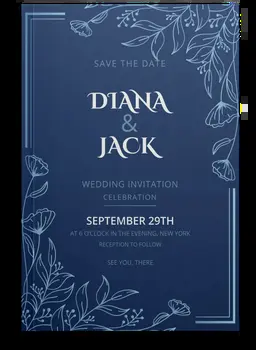 SAVE THE DATE
DIANA
&
JACK
WEDDING INVITATION
CELEBRATION
SEPTEMBER 29TH
AT 6 O'CLOCK IN THE EVENING, NEW YORK
RECEPTION TO FOLLOW
SEE YOU THERE